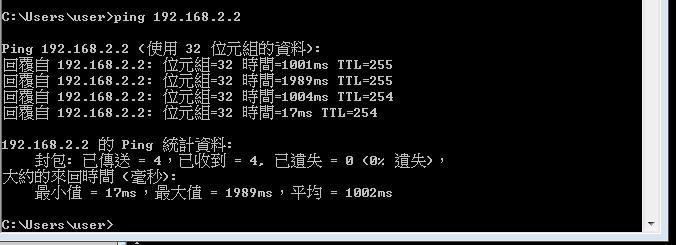 C:\Users\user>ping 192.168.2.2
Ping 192.168.2.2 (使用 32 位元組的資料):
回覆自 192.168.2.2: 位元組=32 時間=1001ms TTL=255
回覆自 192.168.2.2: 位元組=32 時間=1989ms TTL=255
回覆自 192.168.2.2: 位元組=32 時間=1004ms TTL=254
回覆自 192.168.2.2: 位元組=32 時間=17ms TTL=254
192.168.2.2 的 Ping 統計資料:
封包: 已傳送 = 4，已收到 = 4, 已遺失 = 0 (0% 遺失)，
大約的來回時間 (毫秒):
最小值 = 17ms，最大值 = 1989ms，平均 = 1002ms
C:\Users\user>